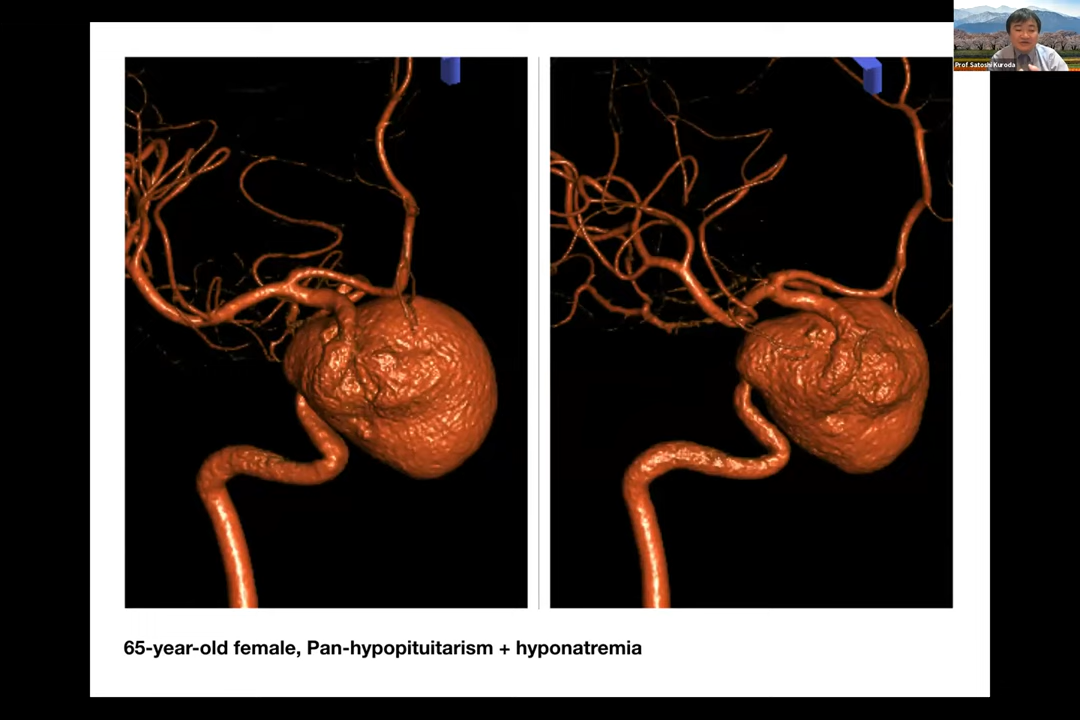 Prof Satoshi Kuroda
65-year-old female, Pan-hypopituitarism + hyponatremia